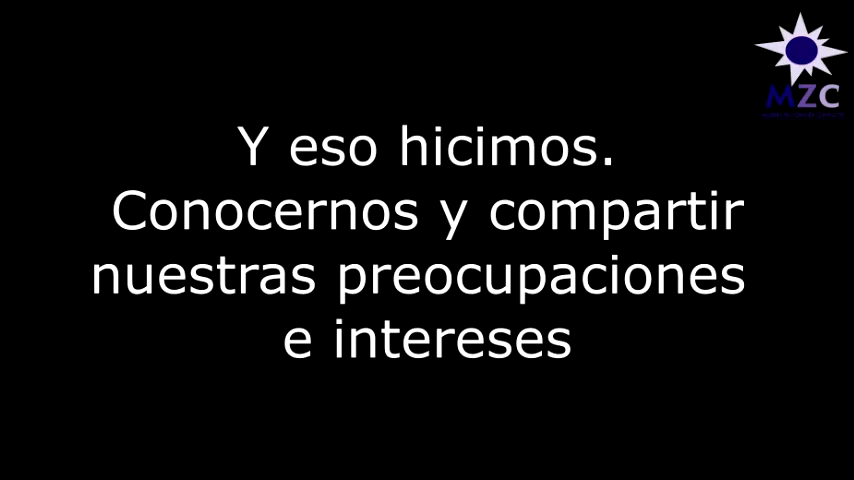 MZC
Y eso hicimos.
Conocernos y compartir
nuestras preocupaciones
e intereses